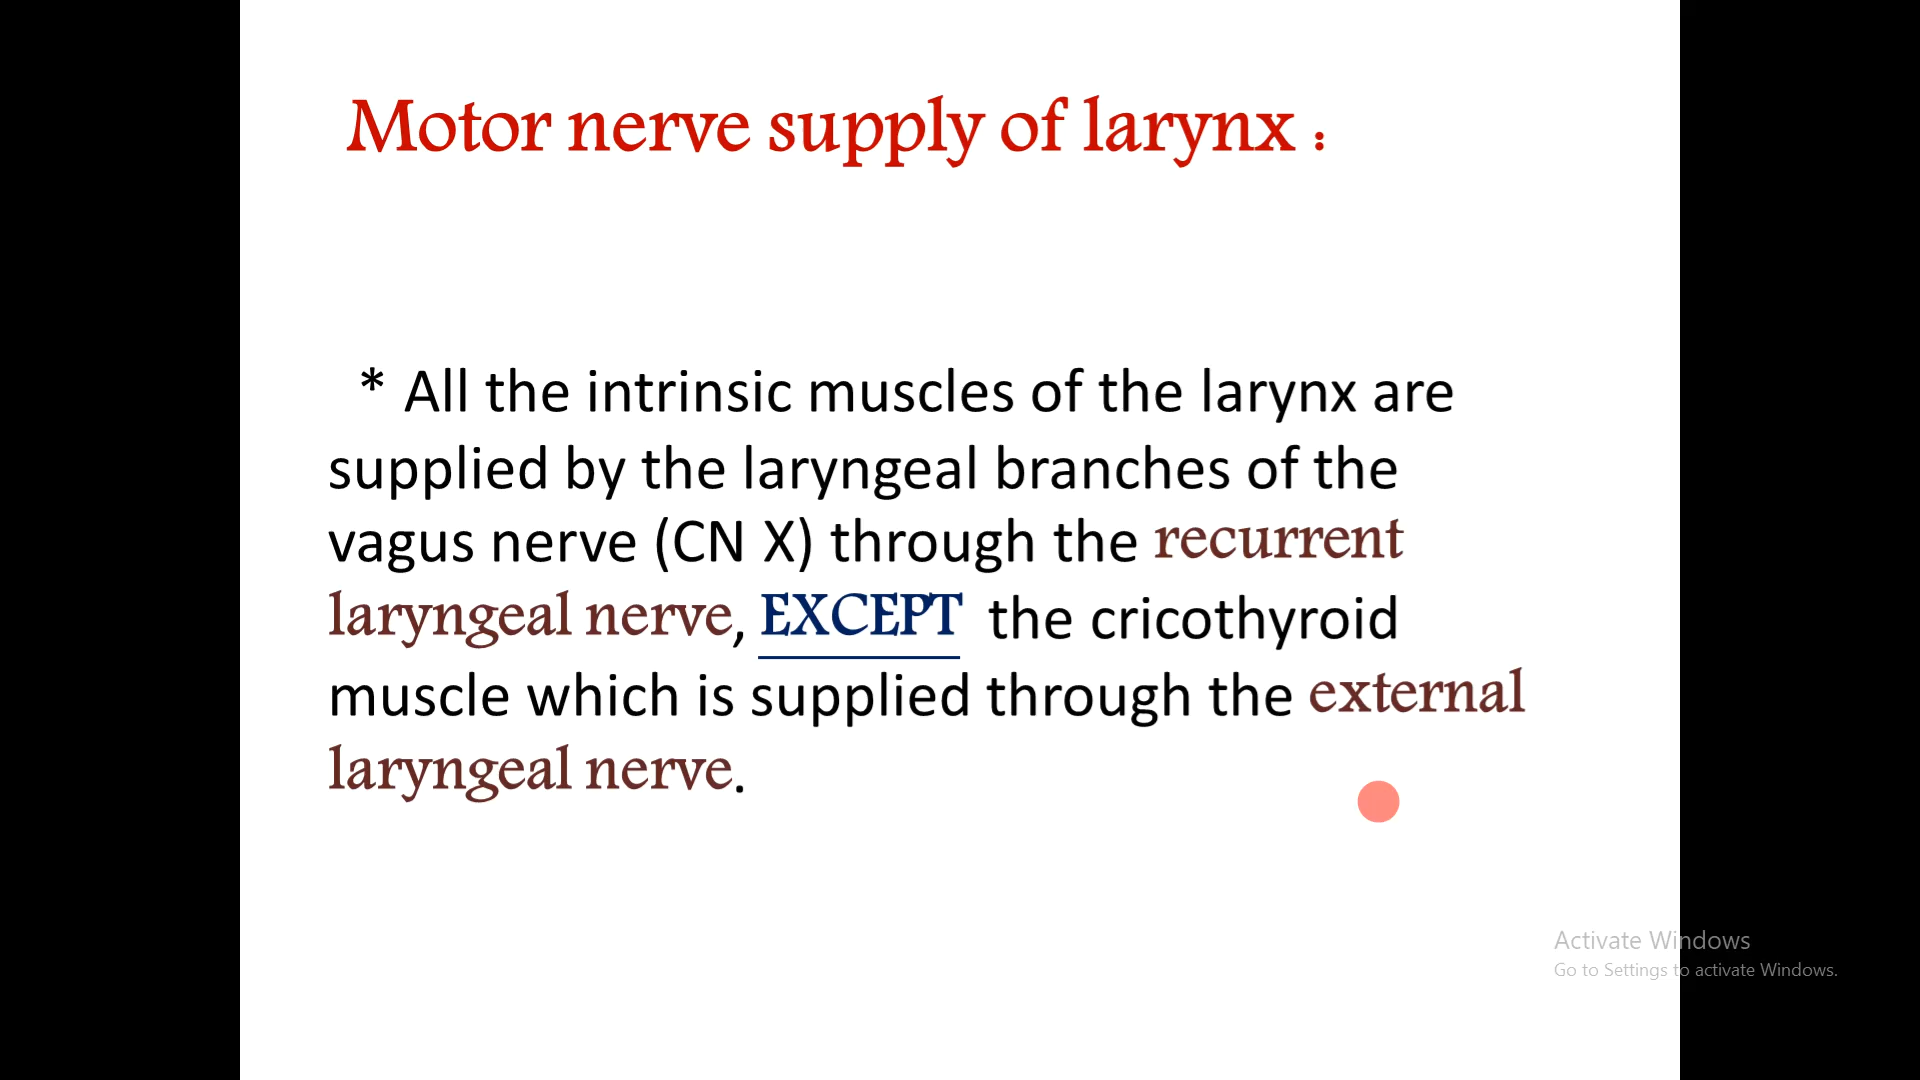 Motor nerve supply of larynx :
* All the intrinsic muscles of the larynx are
supplied by the laryngeal branches of the
vagus nerve (CN X) through the recurrent
laryngeal nerve, EXCEPT the cricothyroid
muscle which is supplied through the external
laryngeal nerve.
Activate Windows
Go to Settings to activate Windows.